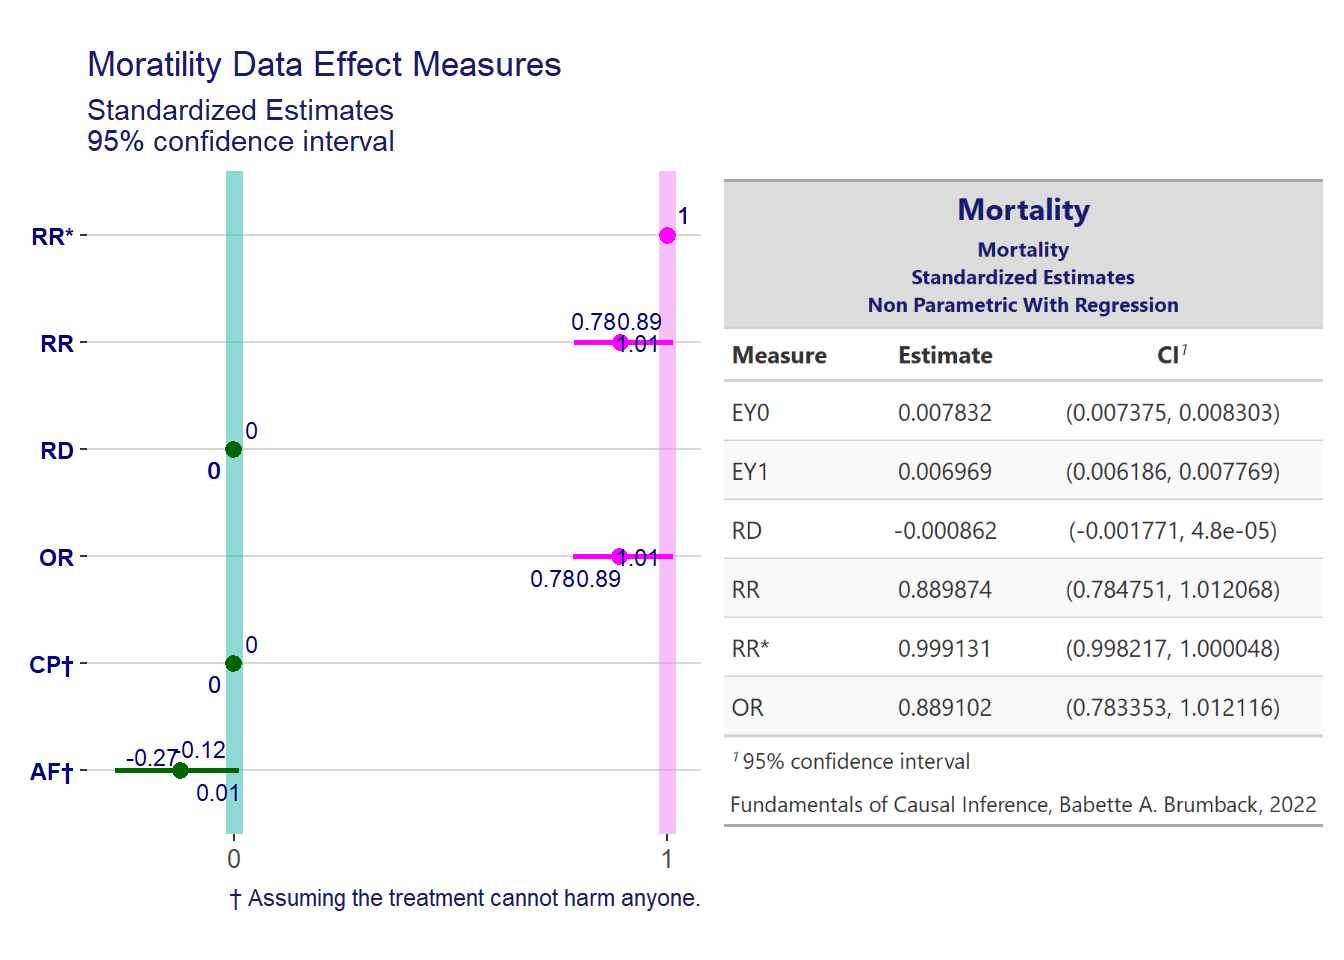 Moratility Data Effect Measures
Standardized Estimates
95% confidence interval
RR*
1
RR
0.78 0.89
1.01
RD
0
0
OR
1.01
0.78 0.89
CP†
0
0
AF†
-0.27 -0.12
0.01
0 1
† Assuming the treatment cannot harm anyone.
Mortality
Mortality
Standardized Estimates
Non Parametric With Regression
Measure Estimate CI1
EY0 0.007832 (0.007375, 0.008303)
EY1 0.006969 (0.006186, 0.007769)
RD -0.000862 (-0.001771, 4.8e-05)
RR 0.889874 (0.784751, 1.012068)
RR* 0.999131 (0.998217, 1.000048)
OR 0.889102 (0.783353, 1.012116)
1 95% confidence interval
Fundamentals of Causal Inference, Babette A. Brumback, 2022